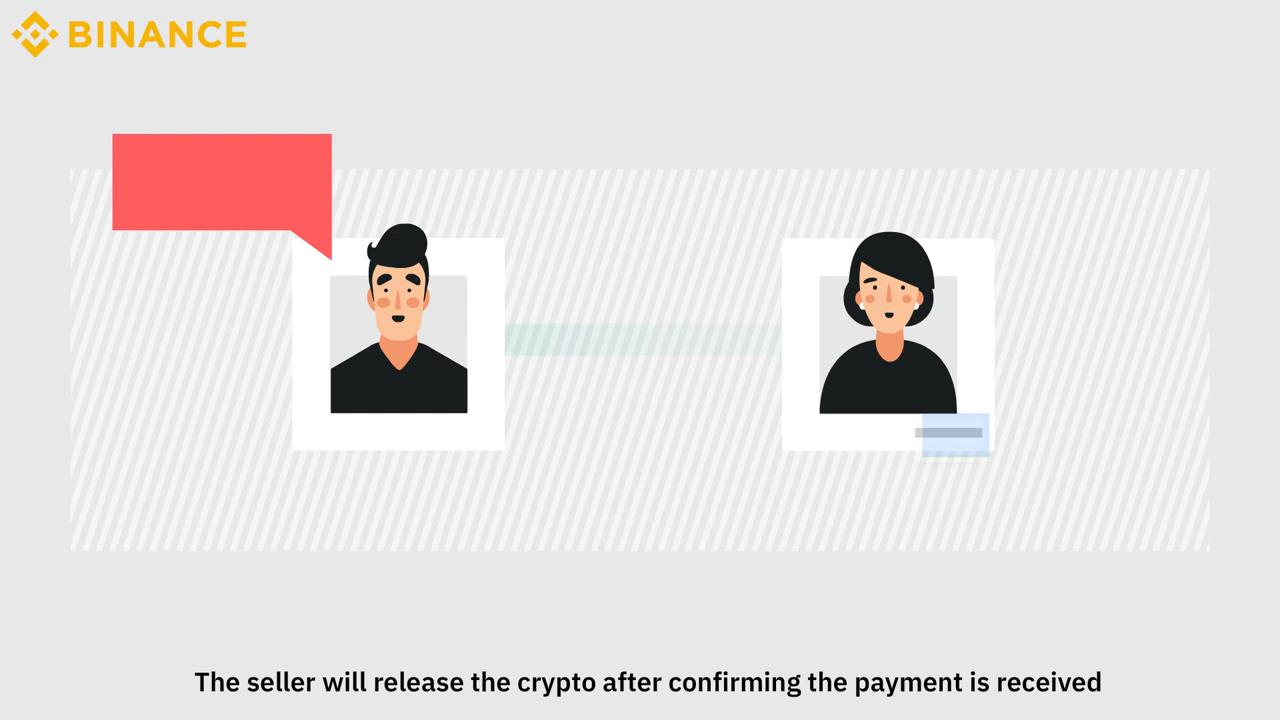 BINANCE
The seller will release the crypto after confirming the payment is received